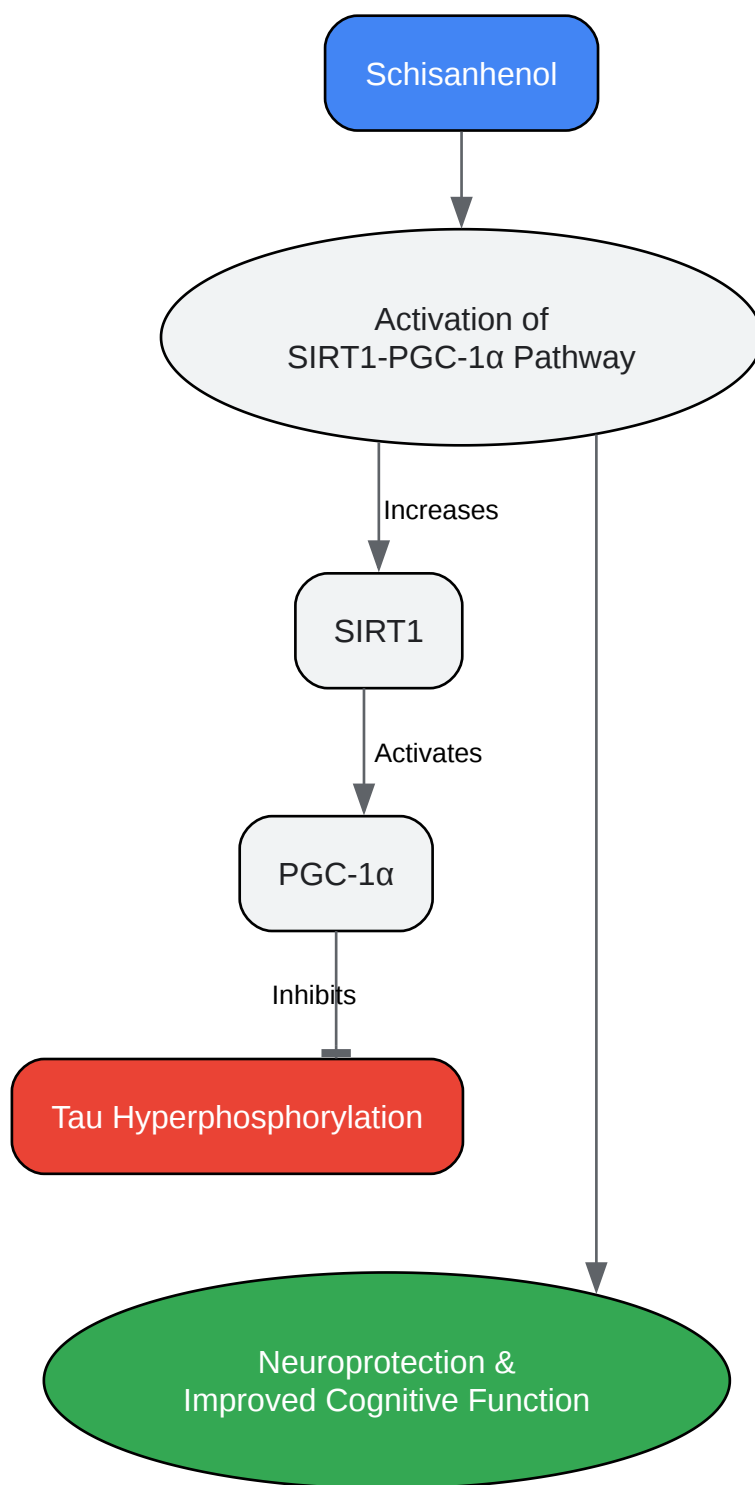 Schisanhenol
Activation of
SIRT1-PGC-1α Pathway
Increases
SIRT1
Activates
PGC-1α
Inhibits
Tau Hyperphosphorylation
Neuroprotection &
Improved Cognitive Function